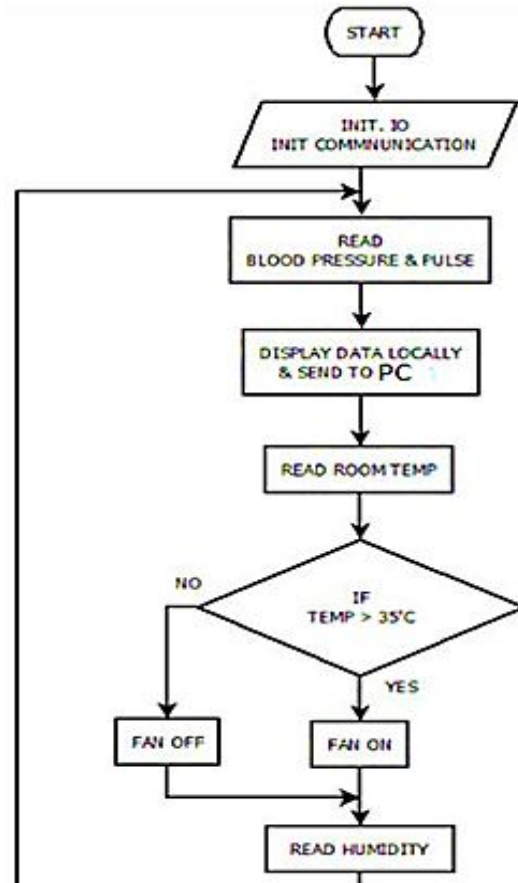 START
INIT. IO
INIT COMMNUNICATION
READ
BLOOD PRESSURE & PULSE
DISPLAY DATA LOCALLY
& SEND TO PC
READ ROOM TEMP
NO
IF
TEMP > 35°C
YES
FAN OFF
FAN ON
READ HUMIDITY